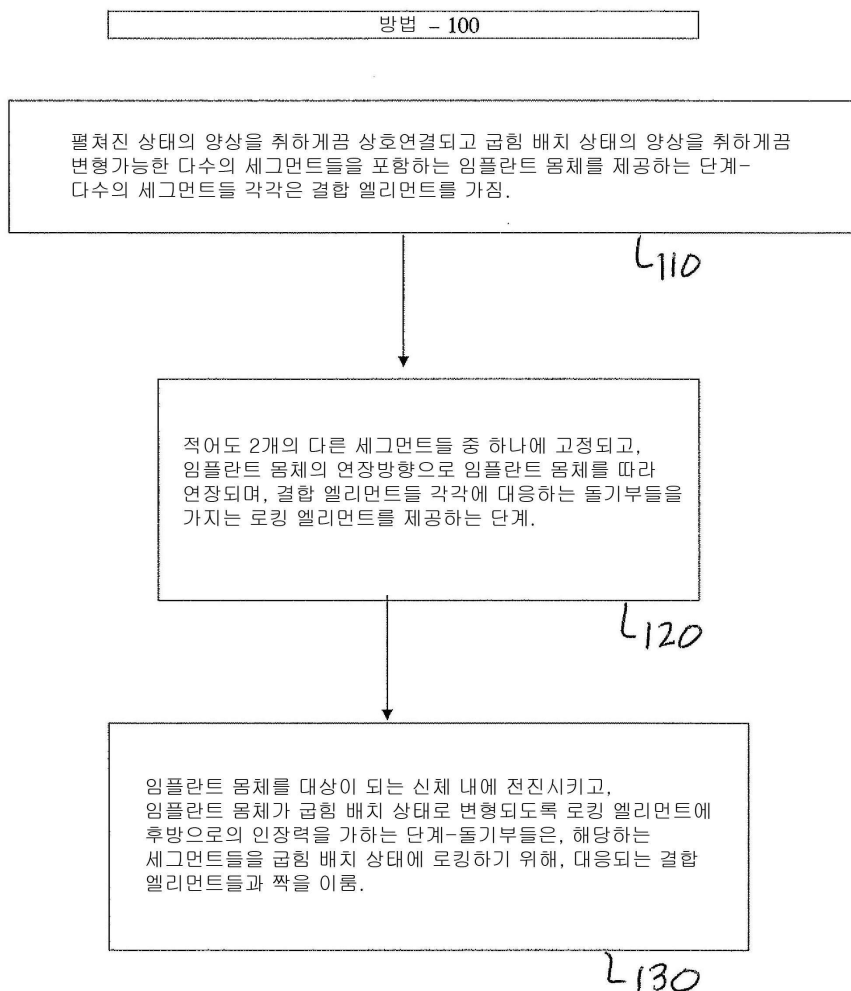 방법 – 100
펼쳐진 상태의 양상을 취하게끔 상호연결되고 굽힘 배치 상태의 양상을 취하게끔
변형가능한 다수의 세그먼트들을 포함하는 임플란트 몸체를 제공하는 단계–
다수의 세그먼트들 각각은 결합 엘리먼트를 가짐.
110
적어도 2개의 다른 세그먼트들 중 하나에 고정되고,
임플란트 몸체의 연장방향으로 임플란트 몸체를 따라
연장되며, 결합 엘리먼트들 각각에 대응하는 돌기부들을
가지는 로킹 엘리먼트를 제공하는 단계.
120
임플란트 몸체를 대상이 되는 신체 내에 전진시키고,
임플란트 몸체가 굽힘 배치 상태로 변형되도록 로킹 엘리먼트에
후방으로의 인장력을 가하는 단계–돌기부들은, 해당하는
세그먼트들을 굽힘 배치 상태에 로킹하기 위해, 대응되는 결합
엘리먼트들과 짝을 이룸.
130